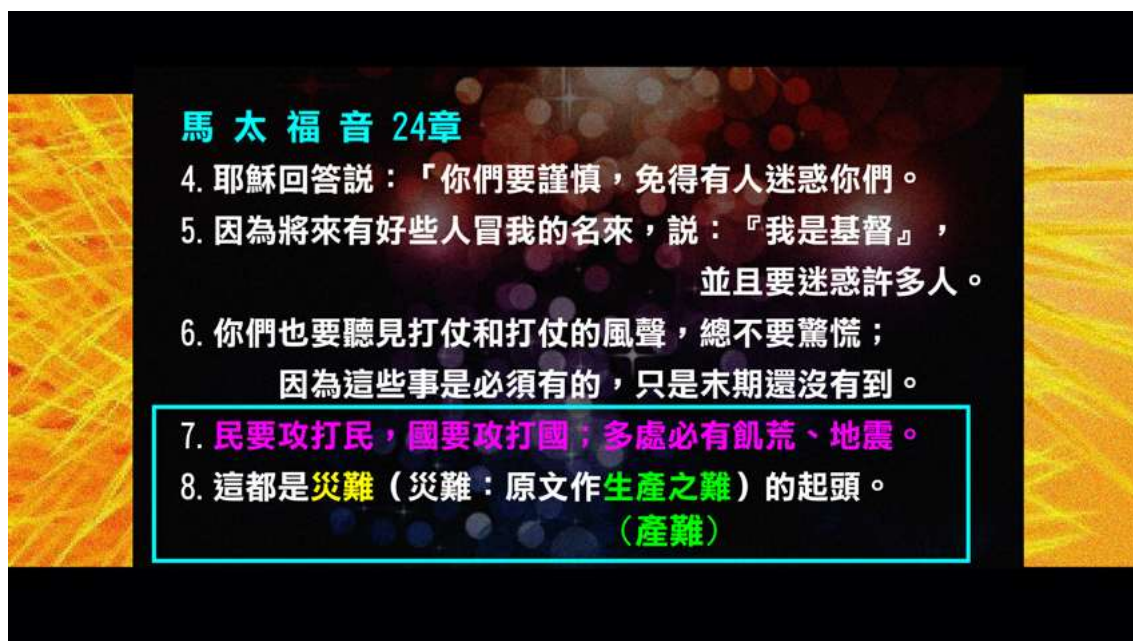 馬太福音 24章
4. 耶穌回答説：「你們要謹慎，免得有人迷惑你們。
5. 因為將來有好些人冒我的名來，説：『我是基督』，
並且要迷惑許多人。
6. 你們也要聽見打仗和打仗的風聲，總不要驚慌；
因為這些事是必須有的，只是末期還沒有到。
7. 民要攻打民，國要攻打國；多處必有飢荒、地震。
8. 這都是災難（災難：原文作生產之難）的起頭。
（產難）